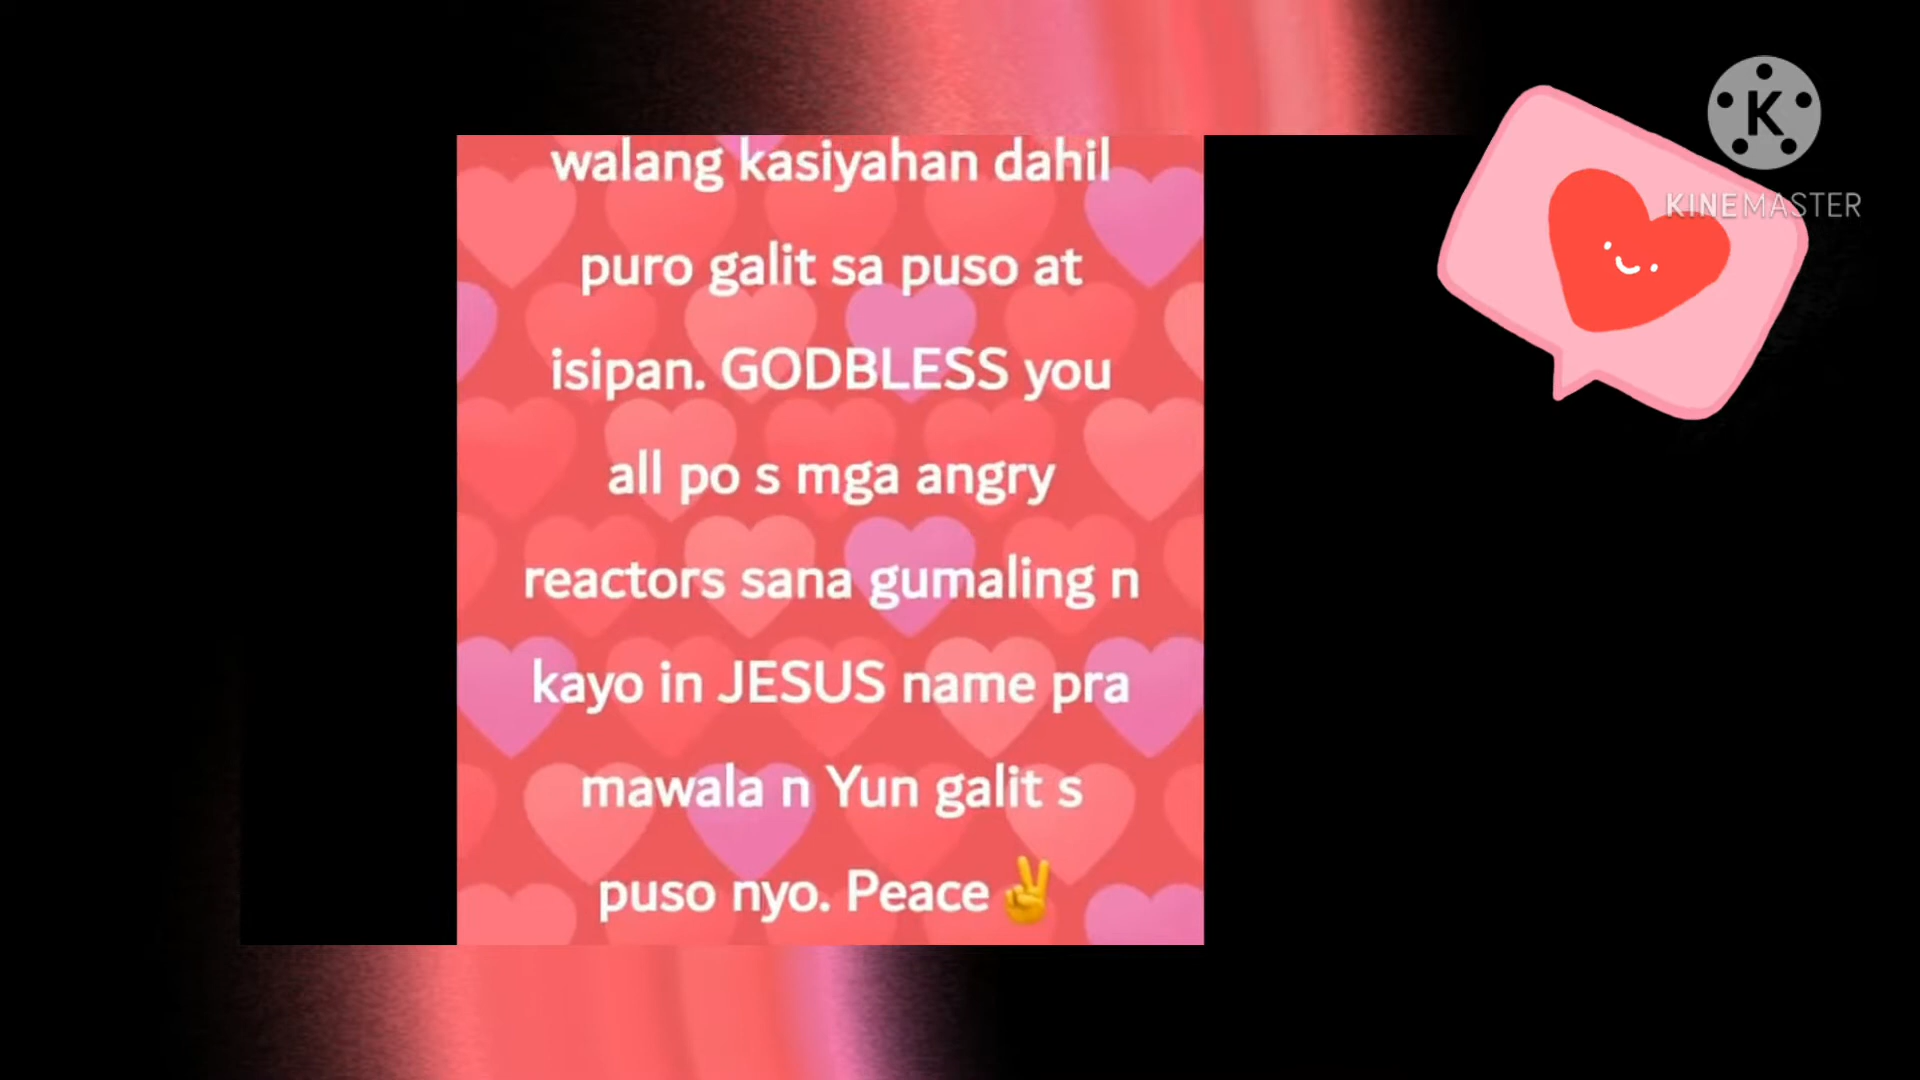 walang kasiyahan dahil
puro galit sa puso at
isipan. GODBLESS you
all po s mga angry
reactors sana gumaling n
kayo in JESUS name pra
mawala n Yun galit s
puso nyo. Peace✌️
K
KINEMASTER